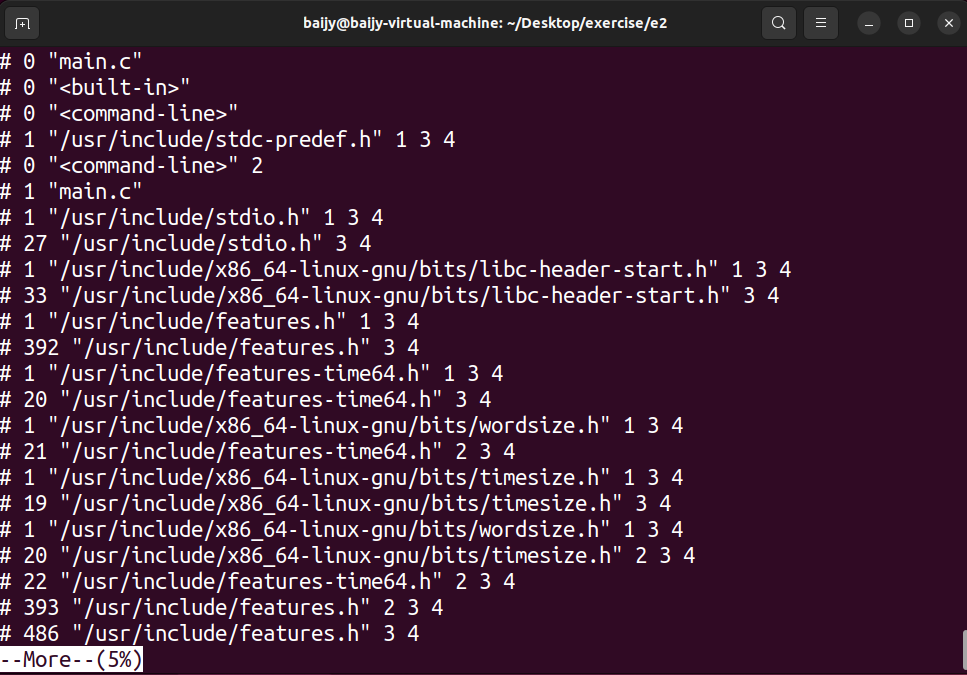 baijy@baijy-virtual-machine: ~/Desktop/exercise/e2
# 0 "main.c"
# 0 "<built-in>"
# 0 "<command-line>"
# 1 "/usr/include/stdc-predef.h" 1 3 4
# 0 "<command-line>" 2
# 1 "main.c"
# 1 "/usr/include/stdio.h" 1 3 4
# 27 "/usr/include/stdio.h" 3 4
# 1 "/usr/include/x86_64-linux-gnu/bits/libc-header-start.h" 1 3 4
# 33 "/usr/include/x86_64-linux-gnu/bits/libc-header-start.h" 3 4
# 1 "/usr/include/features.h" 1 3 4
# 392 "/usr/include/features.h" 3 4
# 1 "/usr/include/features-time64.h" 1 3 4
# 20 "/usr/include/features-time64.h" 3 4
# 1 "/usr/include/x86_64-linux-gnu/bits/wordsize.h" 1 3 4
# 21 "/usr/include/features-time64.h" 2 3 4
# 1 "/usr/include/x86_64-linux-gnu/bits/timesize.h" 1 3 4
# 19 "/usr/include/x86_64-linux-gnu/bits/timesize.h" 3 4
# 1 "/usr/include/x86_64-linux-gnu/bits/wordsize.h" 1 3 4
# 20 "/usr/include/x86_64-linux-gnu/bits/timesize.h" 2 3 4
# 22 "/usr/include/features-time64.h" 2 3 4
# 393 "/usr/include/features.h" 2 3 4
# 486 "/usr/include/features.h" 3 4
--More--(5%)